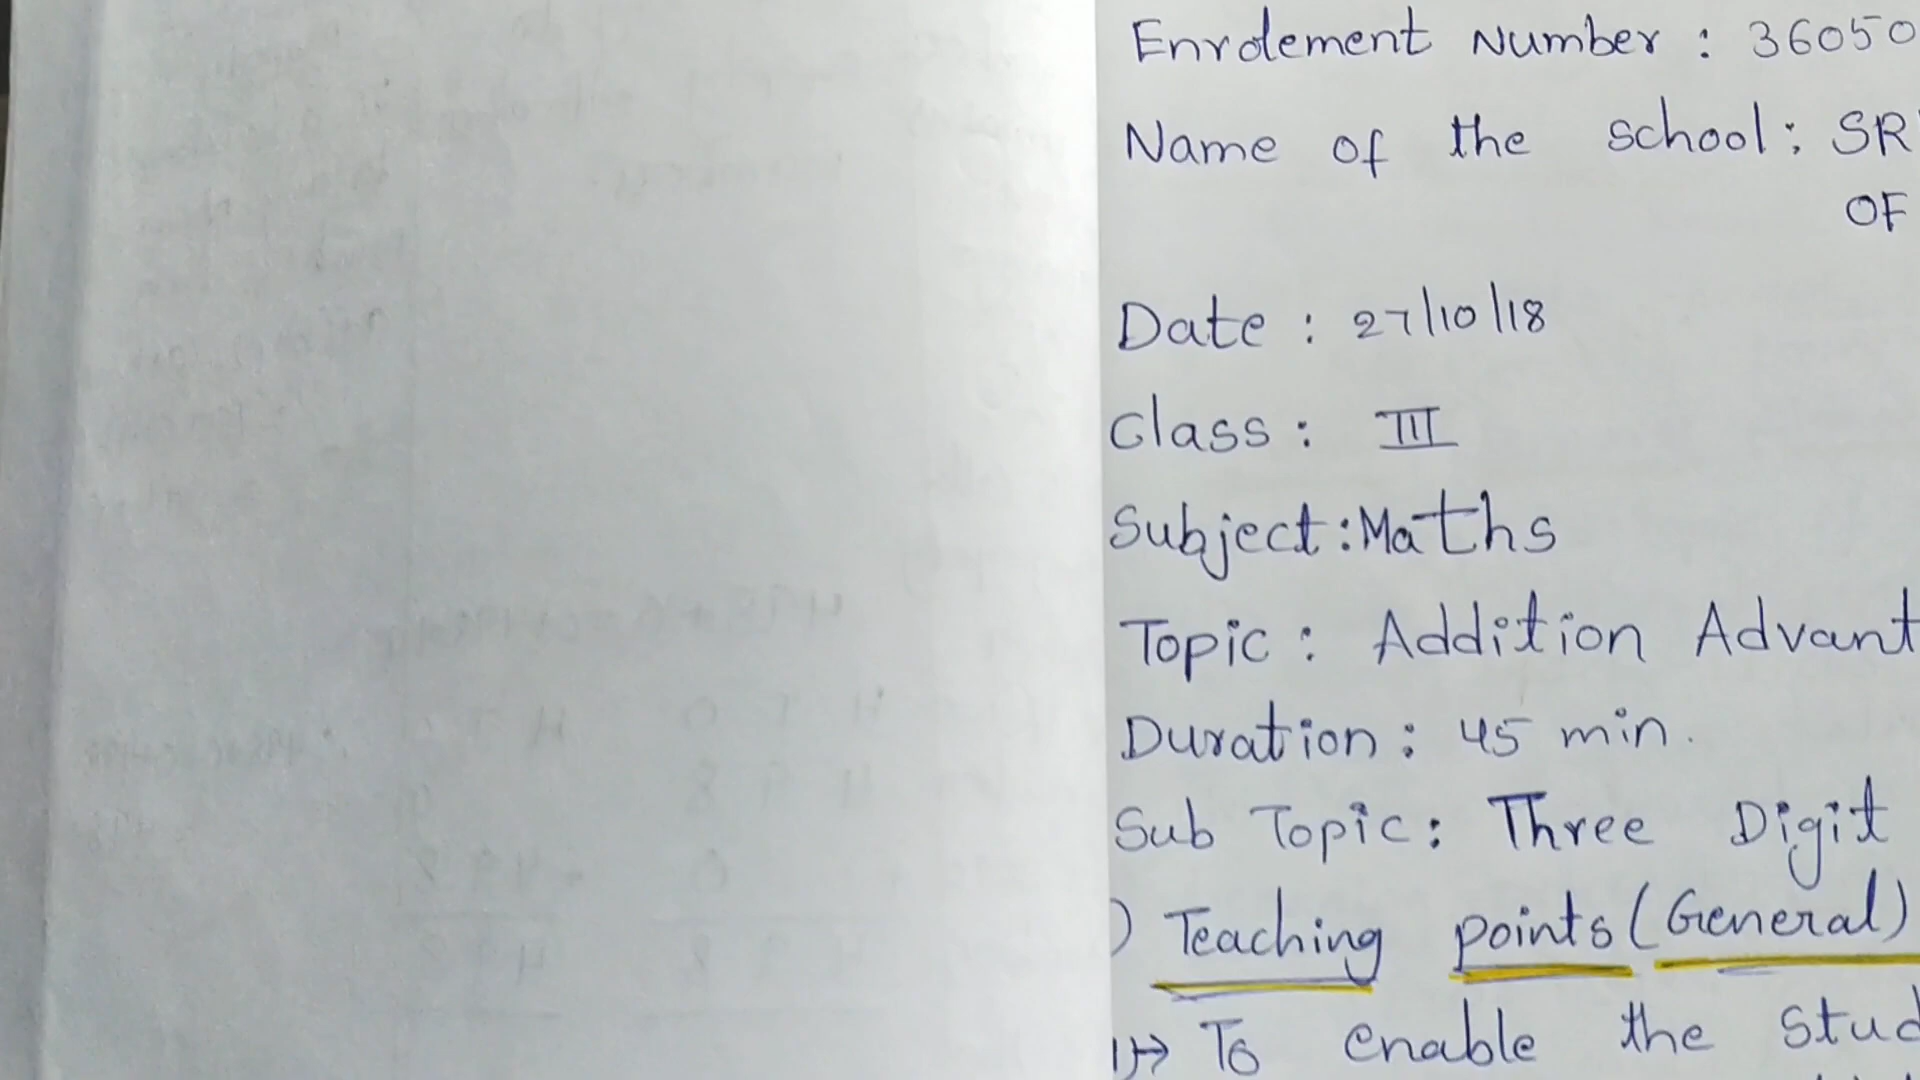 Enrolement Number : 36050
Name of the school : SR
OF
Date : 27/10/18
Class : III
Subject : Maths
Topic : Addition Advant
Duration : 45 min.
Sub Topic : Three Digit
) Teaching points (General)
1)→ To enable the stud